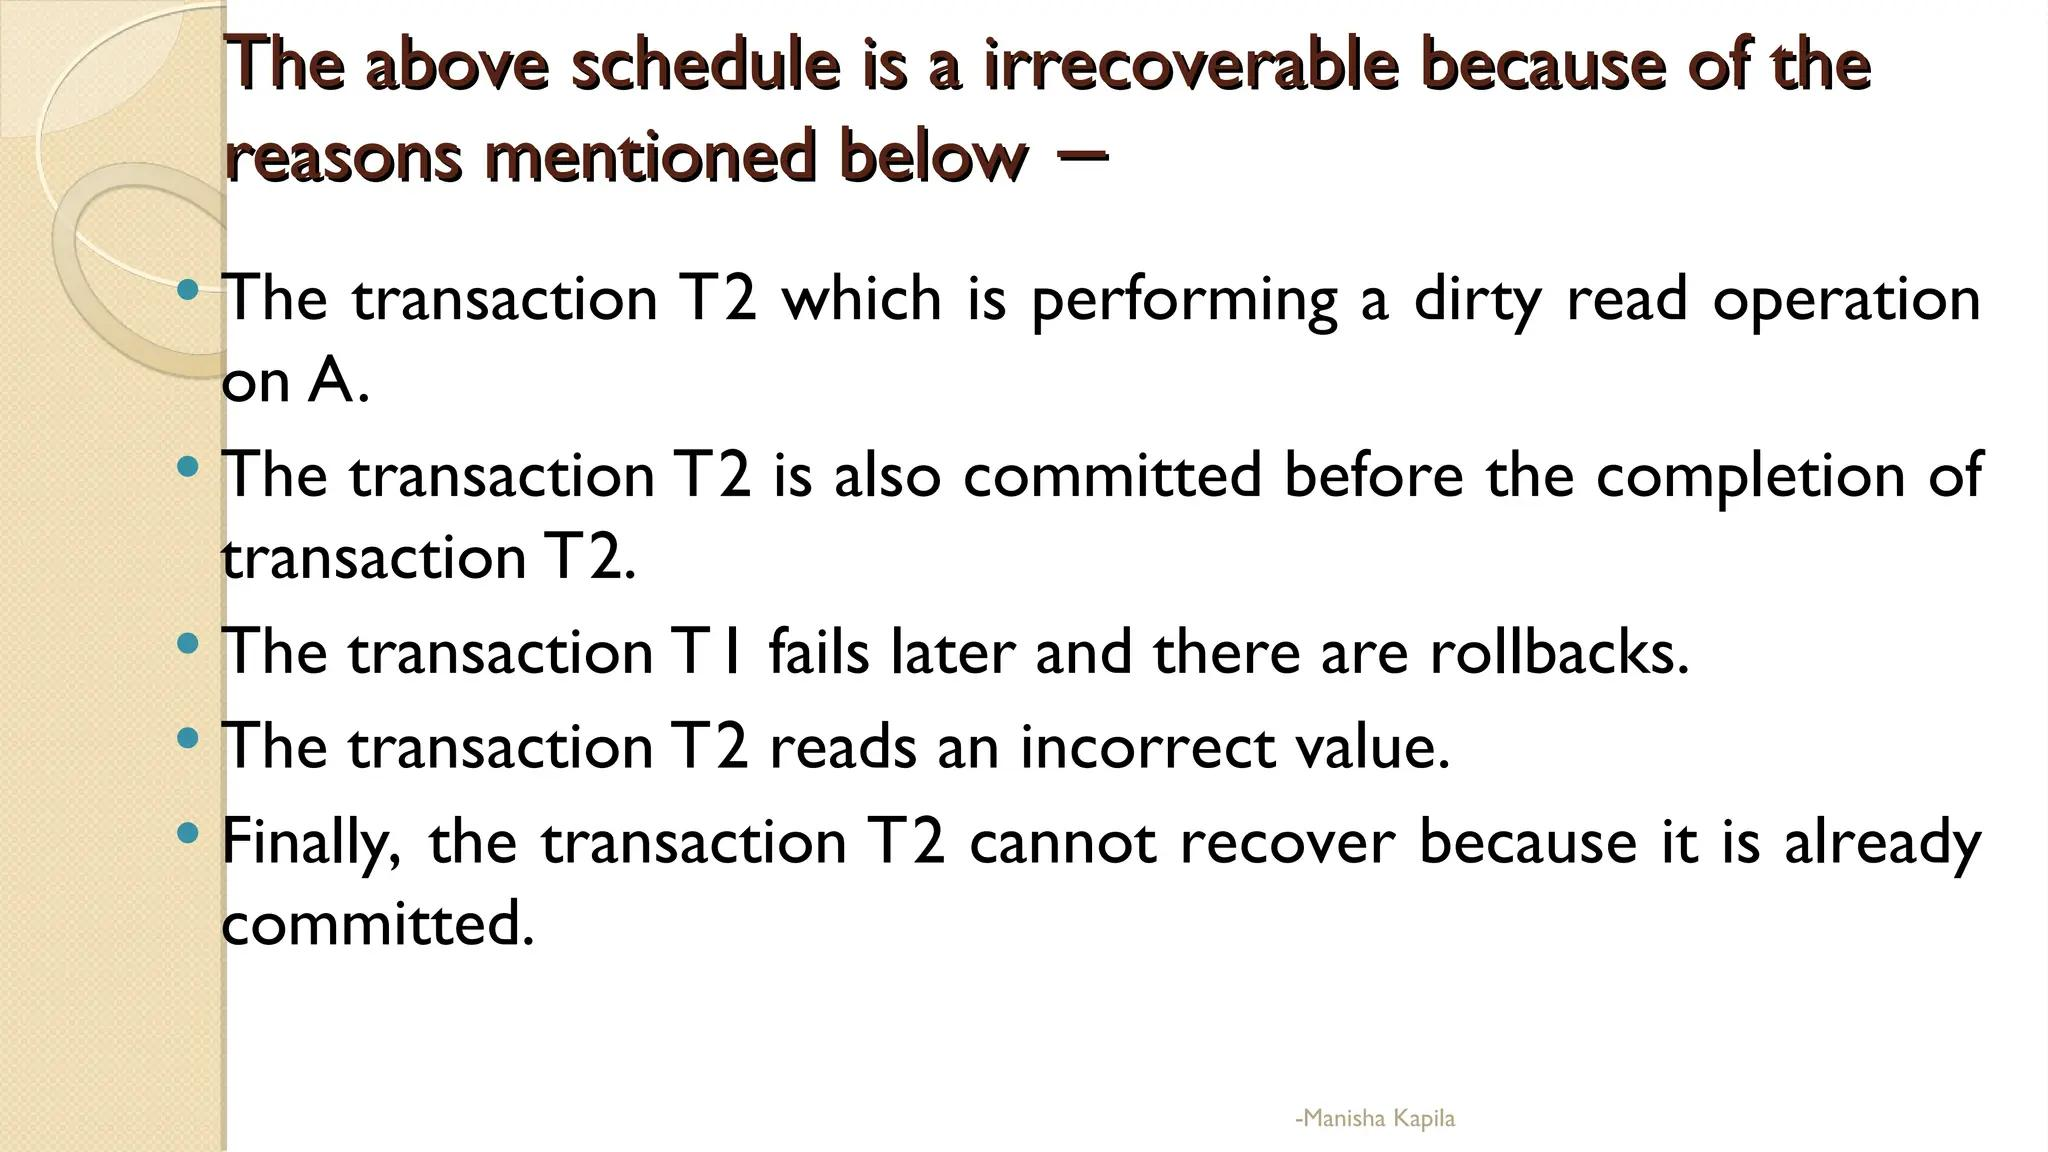 The above schedule is a irrecoverable because of the
reasons mentioned below −
• The transaction T2 which is performing a dirty read operation
on A.
• The transaction T2 is also committed before the completion of
transaction T2.
• The transaction T1 fails later and there are rollbacks.
• The transaction T2 reads an incorrect value.
• Finally, the transaction T2 cannot recover because it is already
committed.
-Manisha Kapila